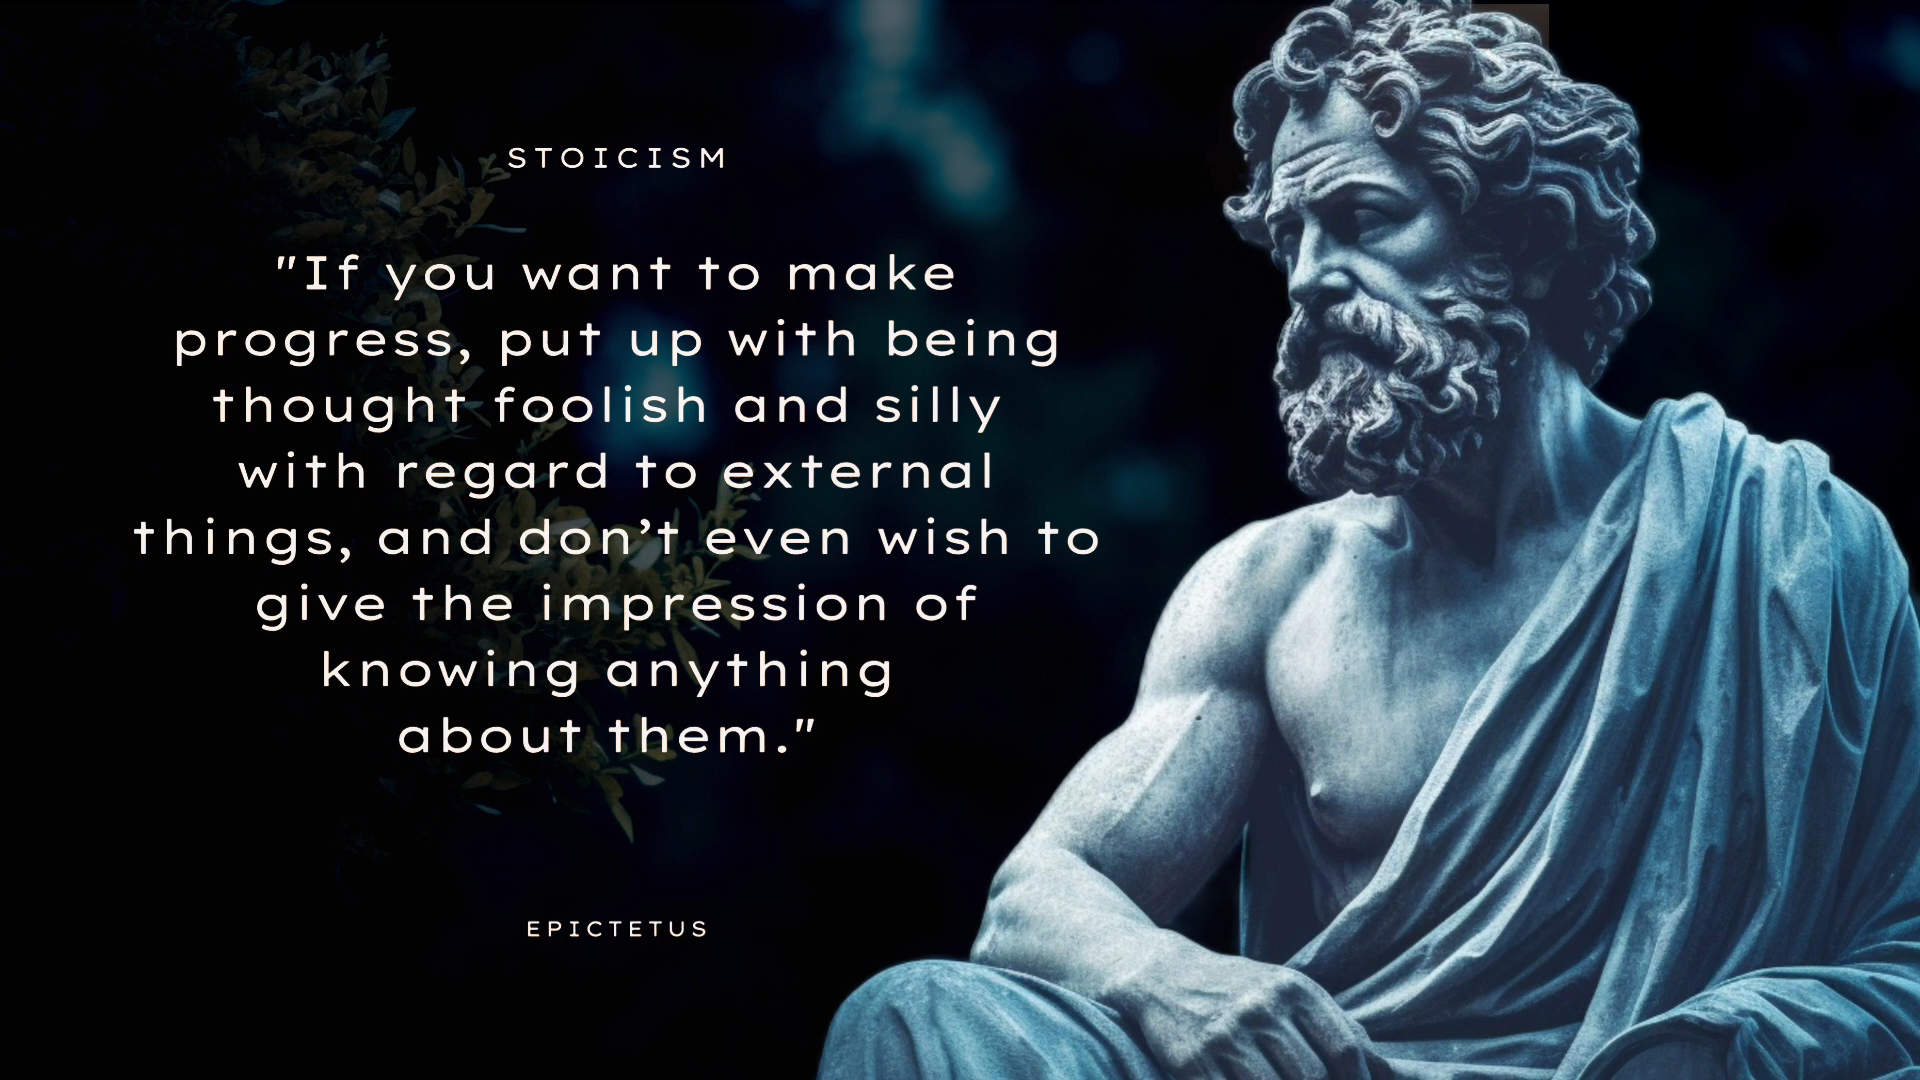 STOICISM
"If you want to make
progress, put up with being
thought foolish and silly
with regard to external
things, and don’t even wish to
give the impression of
knowing anything
about them."
EPICTETUS